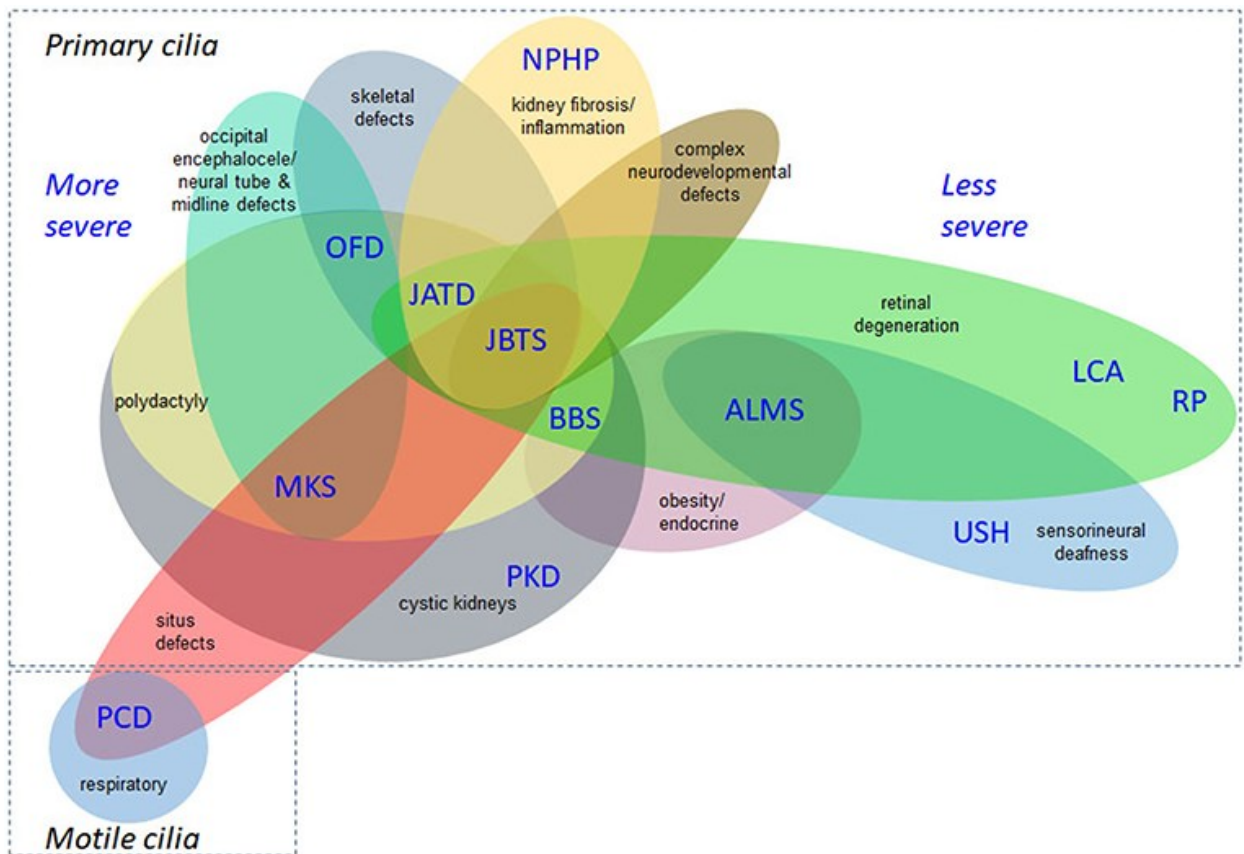 Primary cilia
NPHP
kidney fibrosis/
inflammation
skeletal
defects
occipital
encephalocele/
neural tube &
midline defects
complex
neurodevelopmental
defects
More
severe
Less
severe
OFD
JATD
JBTS
retinal
degeneration
LCA
RP
polydactyly
BBS
ALMS
MKS
obesity/
endocrine
USH
sensorineural
deafness
PKD
cystic kidneys
situs
defects
PCD
respiratory
Motile cilia